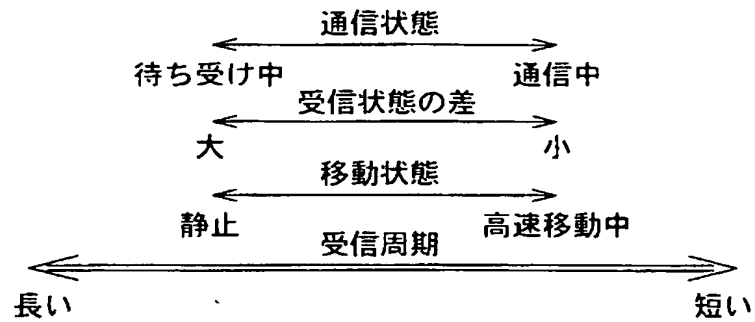 通信状態
待ち受け中 通信中
受信状態の差
大 小
移動状態
静止 高速移動中
受信周期
長い 短い